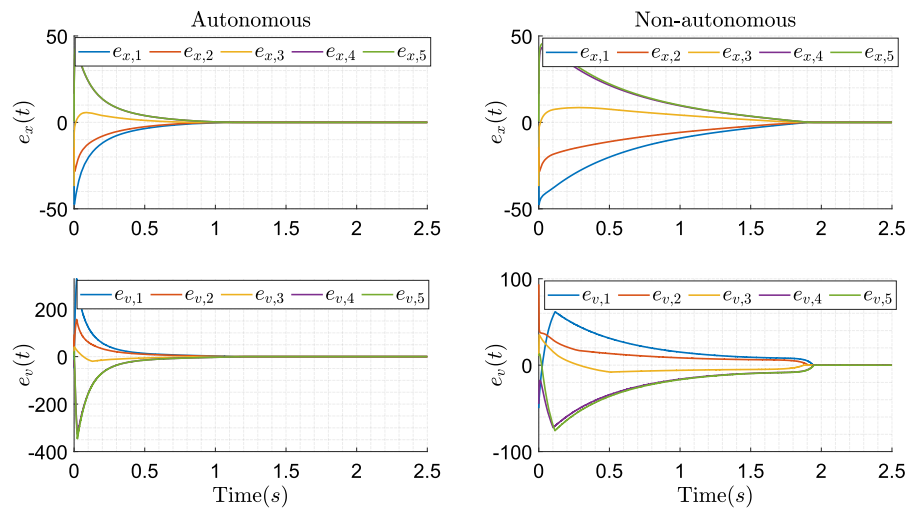 Autonomous
Non-autonomous
50
0
-50
e_x(t)
e_{x,1} e_{x,2} e_{x,3} e_{x,4} e_{x,5}
0 0.5 1 1.5 2 2.5
50
0
-50
e_x(t)
e_{x,1} e_{x,2} e_{x,3} e_{x,4} e_{x,5}
0 0.5 1 1.5 2 2.5
200
0
-200
-400
e_v(t)
e_{v,1} e_{v,2} e_{v,3} e_{v,4} e_{v,5}
0 0.5 1 1.5 2 2.5
Time(s)
100
0
-100
e_v(t)
e_{v,1} e_{v,2} e_{v,3} e_{v,4} e_{v,5}
0 0.5 1 1.5 2 2.5
Time(s)